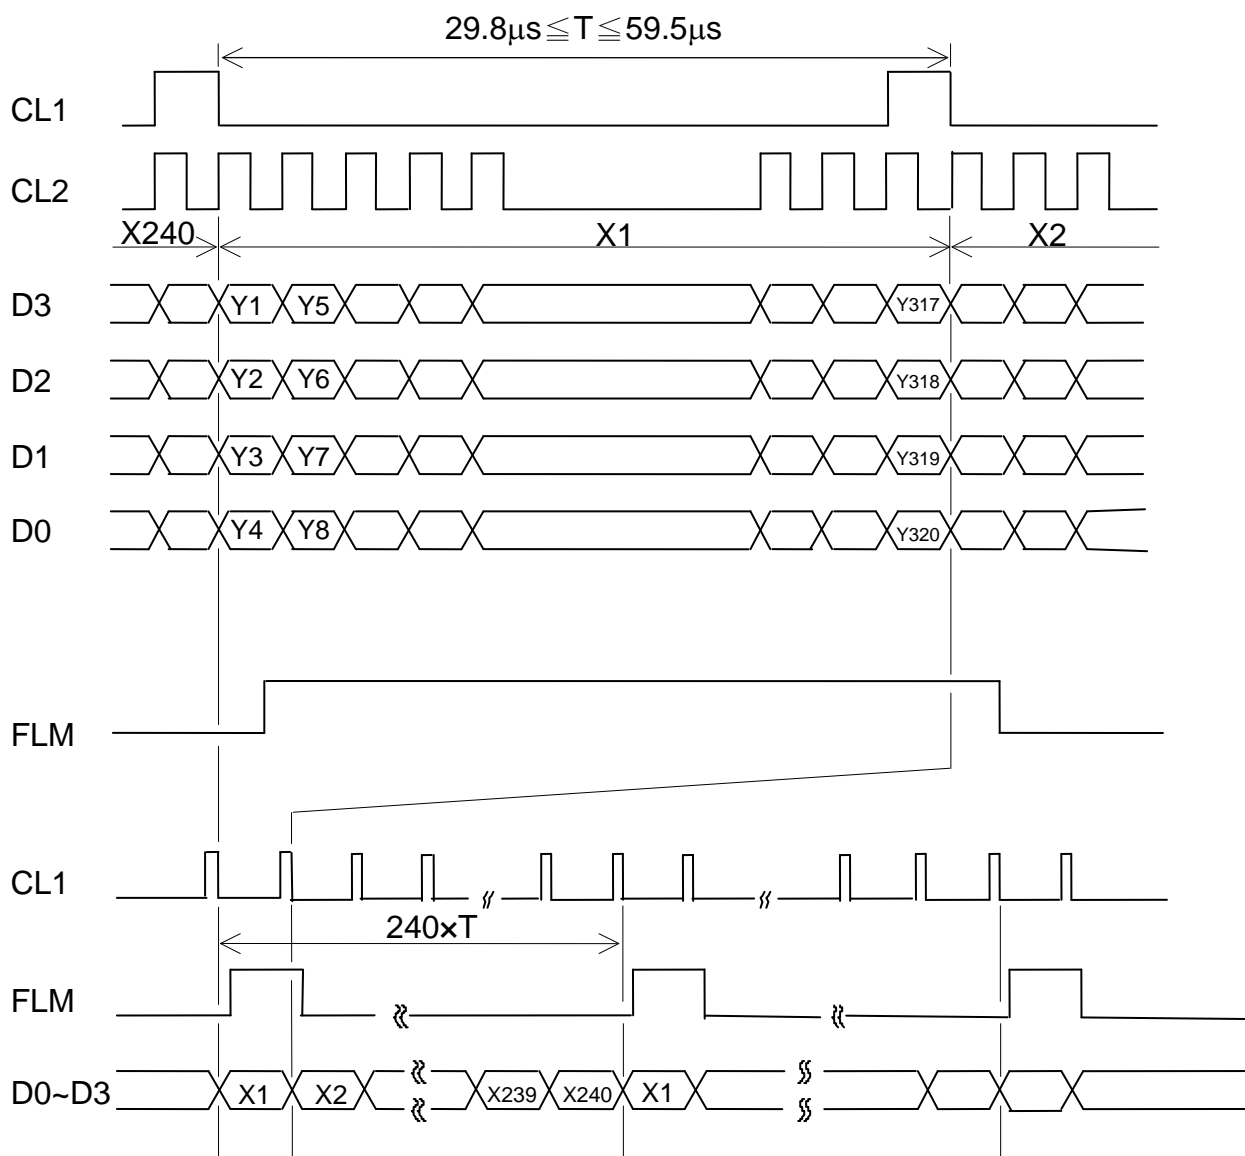 29.8μs≦T≦59.5μs
CL1
CL2
X240 X1 X2
D3 Y1 Y5 Y317
D2 Y2 Y6 Y318
D1 Y3 Y7 Y319
D0 Y4 Y8 Y320
FLM
CL1
240×T
FLM
D0~D3 X1 X2 X239 X240 X1